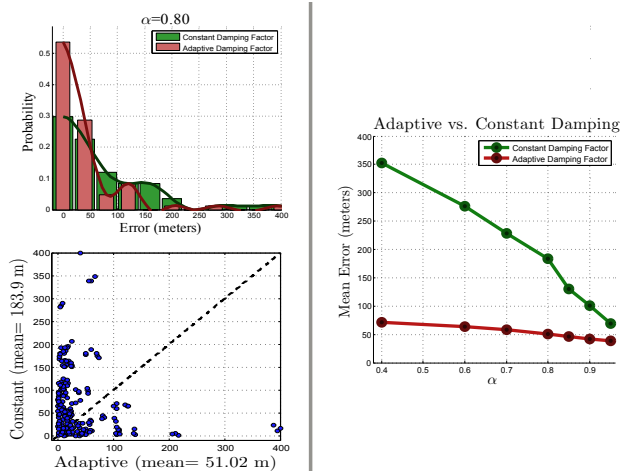 α=0.80
Constant Damping Factor
Adaptive Damping Factor
0.5
0.4
0.3
0.2
0.1
0
Probability
0 50 100 150 200 250 300 350 400
Error (meters)
400
350
300
250
200
150
100
50
0
Constant (mean= 183.9 m)
0 100 200 300 400
Adaptive (mean= 51.02 m)
Adaptive vs. Constant Damping
Constant Damping Factor
Adaptive Damping Factor
400
350
300
250
200
150
100
50
0
Mean Error (meters)
0.4 0.5 0.6 0.7 0.8 0.9
α